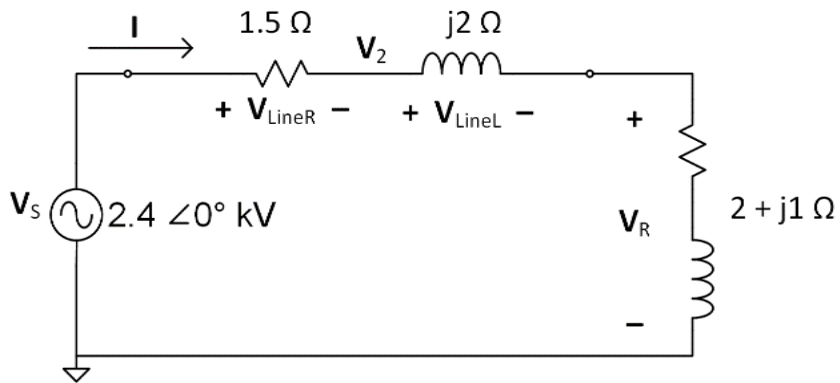 I
1.5 Ω
V2
j2 Ω
+ VLineR −
+ VLineL −
+
VS
2.4 ∠0° kV
VR
2 + j1 Ω
−